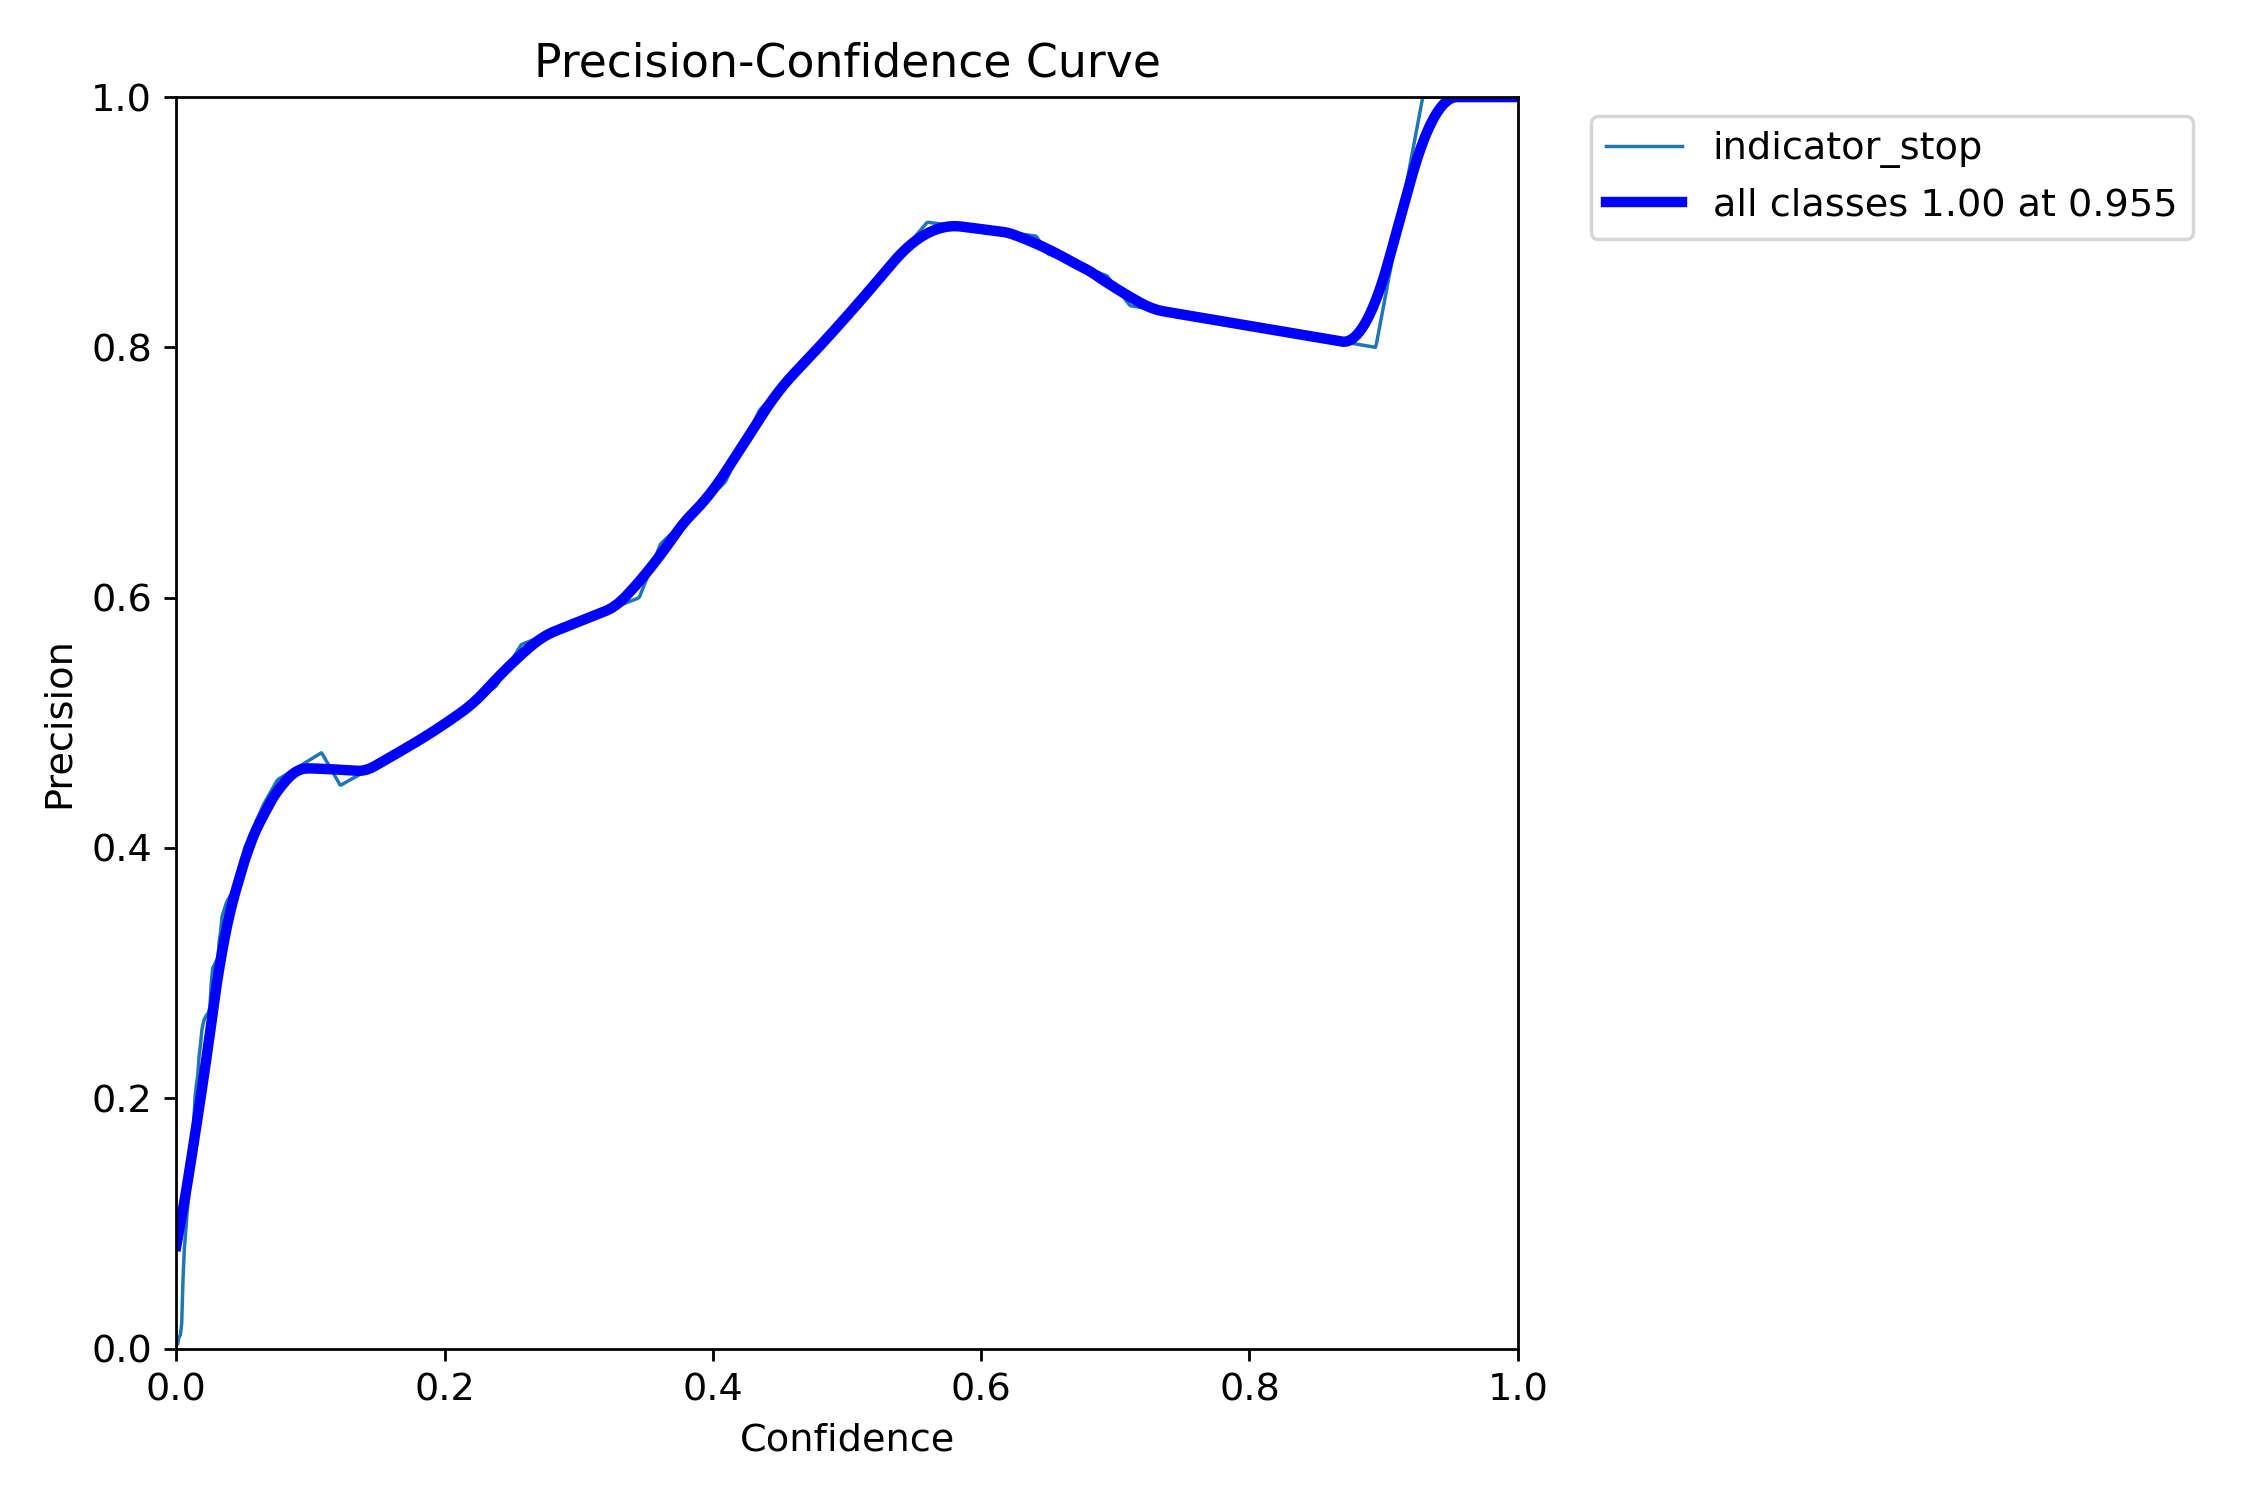 Precision-Confidence Curve
1.0
0.8
0.6
0.4
0.2
0.0
Precision
0.0 0.2 0.4 0.6 0.8 1.0
Confidence
indicator_stop
all classes 1.00 at 0.955